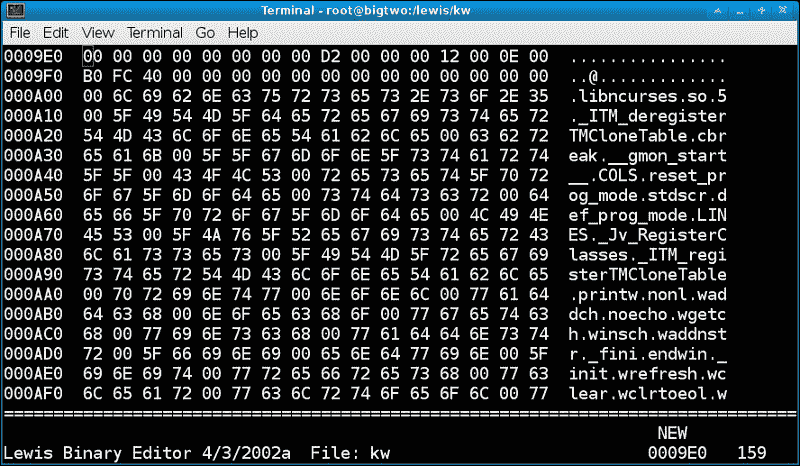 Terminal - root@bigtwo:/lewis/kw
File Edit View Terminal Go Help
0009E0 00 00 00 00 00 00 00 00 D2 00 00 00 12 00 0E 00 ................
0009F0 B0 FC 40 00 00 00 00 00 00 00 00 00 00 00 00 00 ..@.............
000A00 00 6C 69 62 6E 63 75 72 73 65 73 2E 73 6F 2E 35 .libncurses.so.5
000A10 00 5F 49 54 4D 5F 64 65 72 65 67 69 73 74 65 72 ._ITM_deregister
000A20 54 4D 43 6C 6F 6E 65 54 61 62 6C 65 00 63 62 72 TMCloneTable.cbr
000A30 65 61 6B 00 5F 5F 67 6D 6F 6E 5F 73 74 61 72 74 eak.__gmon_start
000A40 5F 5F 00 43 4F 4C 53 00 72 65 73 65 74 5F 70 72 __.COLS.reset_pr
000A50 6F 67 5F 6D 6F 64 65 00 73 74 64 73 63 72 00 64 og_mode.stdscr.d
000A60 65 66 5F 70 72 6F 67 5F 6D 6F 64 65 00 4C 49 4E ef_prog_mode.LIN
000A70 45 53 00 5F 4A 76 5F 52 65 67 69 73 74 65 72 43 ES._Jv_RegisterC
000A80 6C 61 73 73 65 73 00 5F 49 54 4D 5F 72 65 67 69 lasses._ITM_regi
000A90 73 74 65 72 54 4D 43 6C 6F 6E 65 54 61 62 6C 65 sterTMCloneTable
000AA0 00 70 72 69 6E 74 77 00 6E 6F 6E 6C 00 77 61 64 .printw.nonl.wad
000AB0 64 63 68 00 6E 6F 65 63 68 6F 00 77 67 65 74 63 dch.noecho.wgetc
000AC0 68 00 77 69 6E 73 63 68 00 77 61 64 64 6E 73 74 h.winsch.waddnst
000AD0 72 00 5F 66 69 6E 69 00 65 6E 64 77 69 6E 00 5F r._fini.endwin._
000AE0 69 6E 69 74 00 77 72 65 66 72 65 73 68 00 77 63 init.wrefresh.wc
000AF0 6C 65 61 72 00 77 63 6C 72 74 6F 65 6F 6C 00 77 lear.wclrtoeol.w
================================================================================
NEW
Lewis Binary Editor 4/3/2002a File: kw 0009E0 159